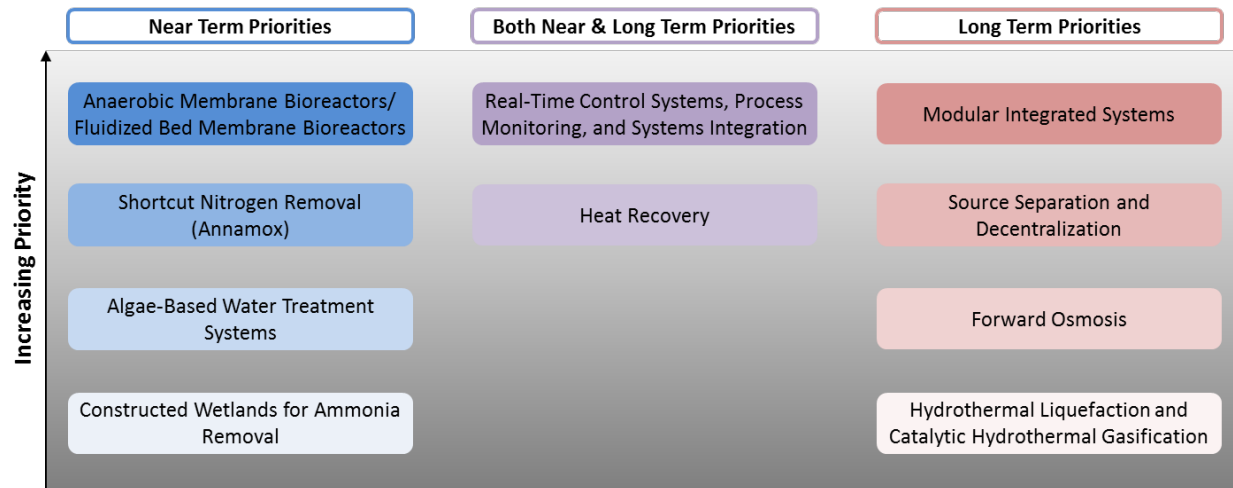 Near Term Priorities
Both Near & Long Term Priorities
Long Term Priorities
Increasing Priority
Anaerobic Membrane Bioreactors/
Fluidized Bed Membrane Bioreactors
Real-Time Control Systems, Process
Monitoring, and Systems Integration
Modular Integrated Systems
Shortcut Nitrogen Removal
(Annamox)
Heat Recovery
Source Separation and
Decentralization
Algae-Based Water Treatment
Systems
Forward Osmosis
Constructed Wetlands for Ammonia
Removal
Hydrothermal Liquefaction and
Catalytic Hydrothermal Gasification